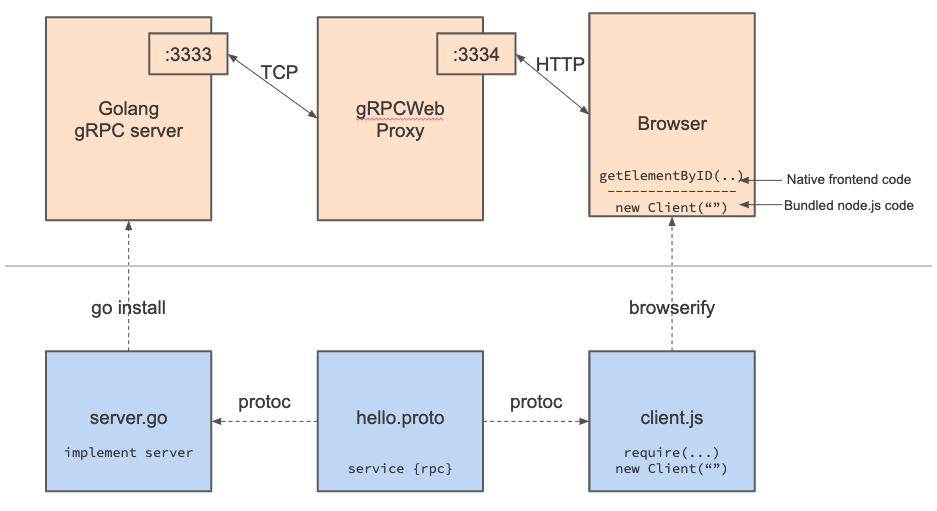 :3333
TCP
:3334
HTTP
Golang
gRPC server
gRPCWeb
Proxy
Browser
getElementByID(..)
----------------
new Client(“”)
Native frontend code
Bundled node.js code
go install
browserify
server.go
implement server
protoc
hello.proto
service {rpc}
protoc
client.js
require(...)
new Client(“”)